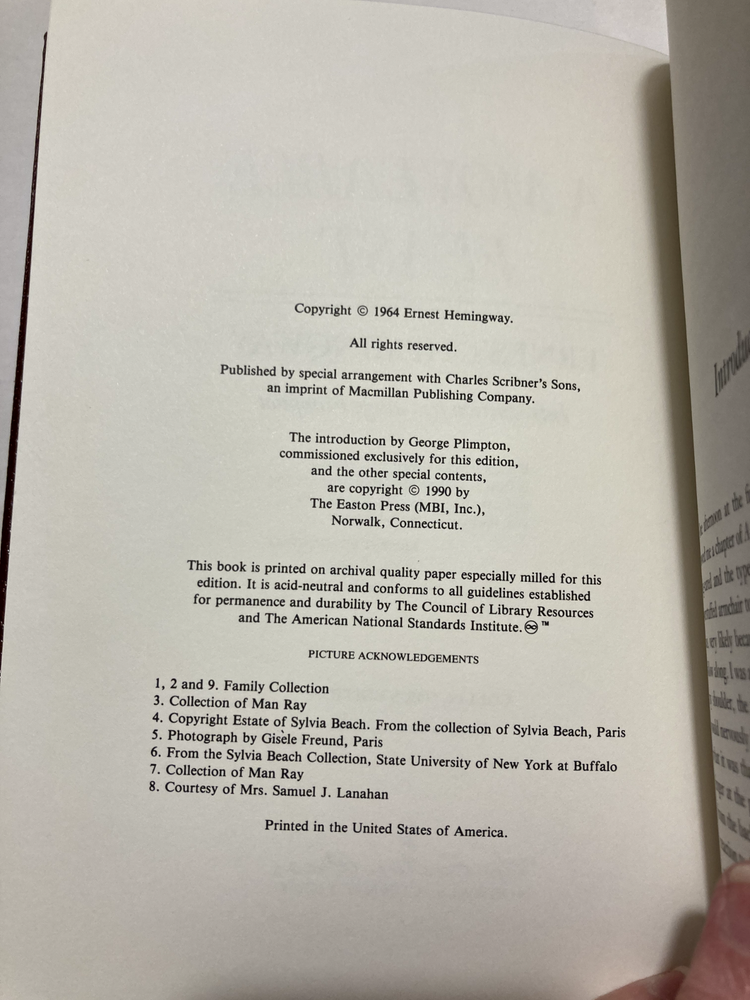 Copyright © 1964 Ernest Hemingway.
All rights reserved.
Published by special arrangement with Charles Scribner's Sons,
an imprint of Macmillan Publishing Company.
The introduction by George Plimpton,
commissioned exclusively for this edition,
and the other special contents,
are copyright © 1990 by
The Easton Press (MBI, Inc.),
Norwalk, Connecticut.
This book is printed on archival quality paper especially milled for this
edition. It is acid-neutral and conforms to all guidelines established
for permanence and durability by The Council of Library Resources
and The American National Standards Institute. ♾ ™
PICTURE ACKNOWLEDGEMENTS
1, 2 and 9. Family Collection
3. Collection of Man Ray
4. Copyright Estate of Sylvia Beach. From the collection of Sylvia Beach, Paris
5. Photograph by Gisèle Freund, Paris
6. From the Sylvia Beach Collection, State University of New York at Buffalo
7. Collection of Man Ray
8. Courtesy of Mrs. Samuel J. Lanahan
Printed in the United States of America.